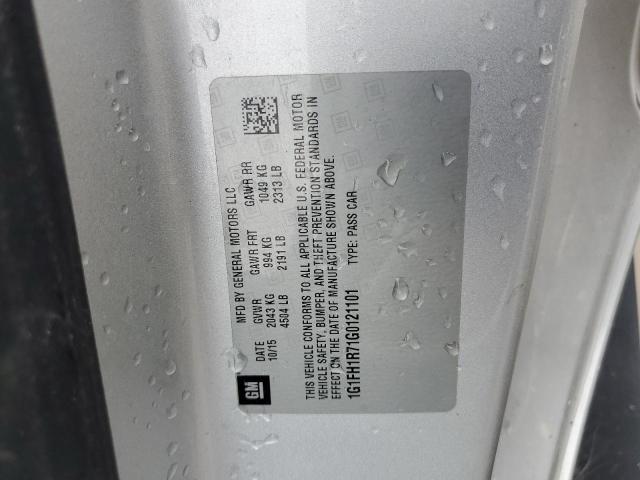 GM
MFD BY GENERAL MOTORS LLC
DATE GVWR GAWR FRT GAWR RR
10/15 2043 KG 994 KG 1049 KG
4504 LB 2191 LB 2313 LB
THIS VEHICLE CONFORMS TO ALL APPLICABLE U.S. FEDERAL MOTOR
VEHICLE SAFETY, BUMPER, AND THEFT PREVENTION STANDARDS IN
EFFECT ON THE DATE OF MANUFACTURE SHOWN ABOVE.
1G1FH1R71G0121101 TYPE: PASS CAR